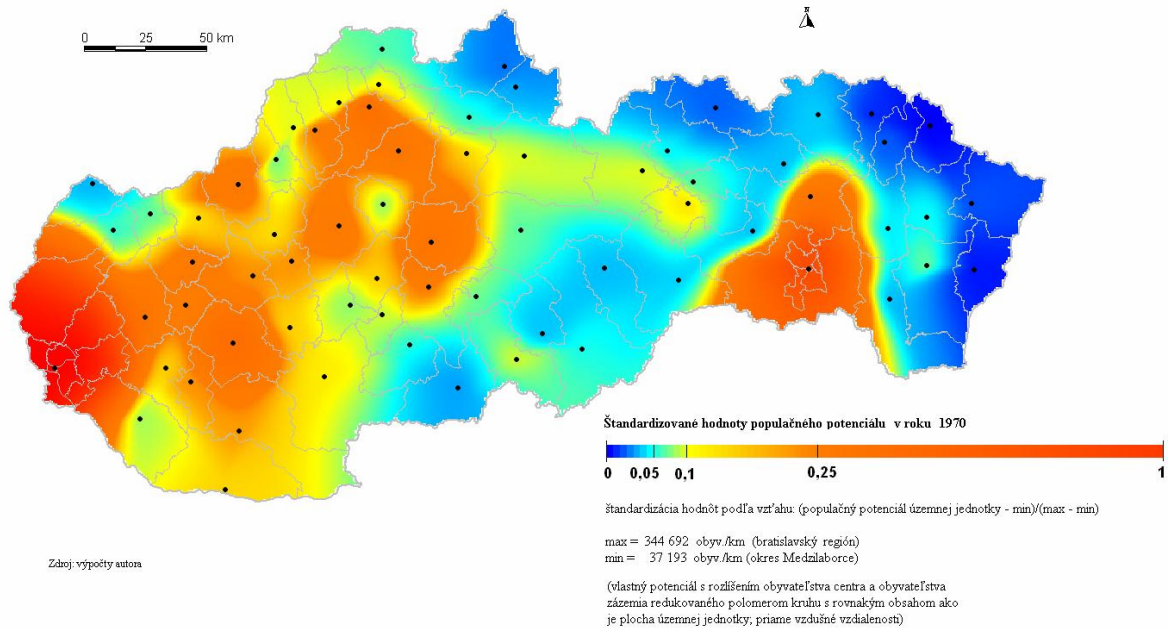 N
0 25 50 km
Štandardizované hodnoty populačného potenciálu v roku 1970
0 0,05 0,1 0,25 1
štandardizácia hodnôt podľa vzťahu: (populačný potenciál územnej jednotky - min)/(max - min)
max = 344 692 obyv./km (bratislavský región)
min = 37 193 obyv./km (okres Medzilaborce)
Zdroj: výpočty autora
(vlastný potenciál s rozlíšením obyvateľstva centra a obyvateľstva
zázemia redukovaného polomerom kruhu s rovnakým obsahom ako
je plocha územnej jednotky; priame vzdušné vzdialenosti)